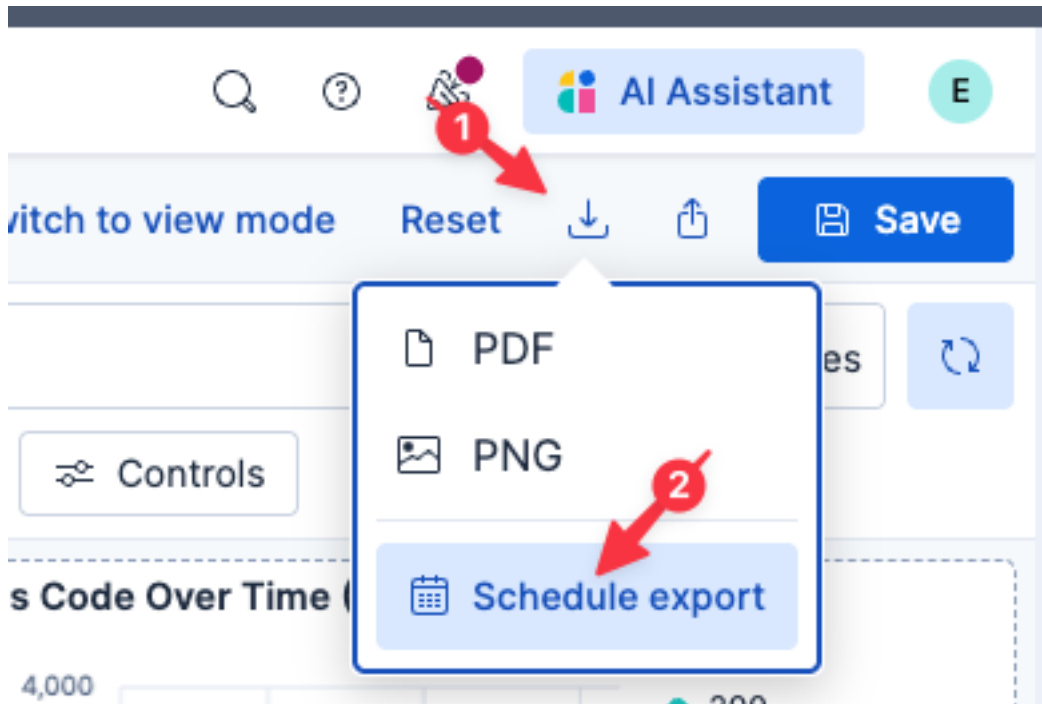 AI Assistant
E
1
vitch to view mode
Reset
Save
PDF
es
PNG
Controls
2
s Code Over Time (
Schedule export
4,000